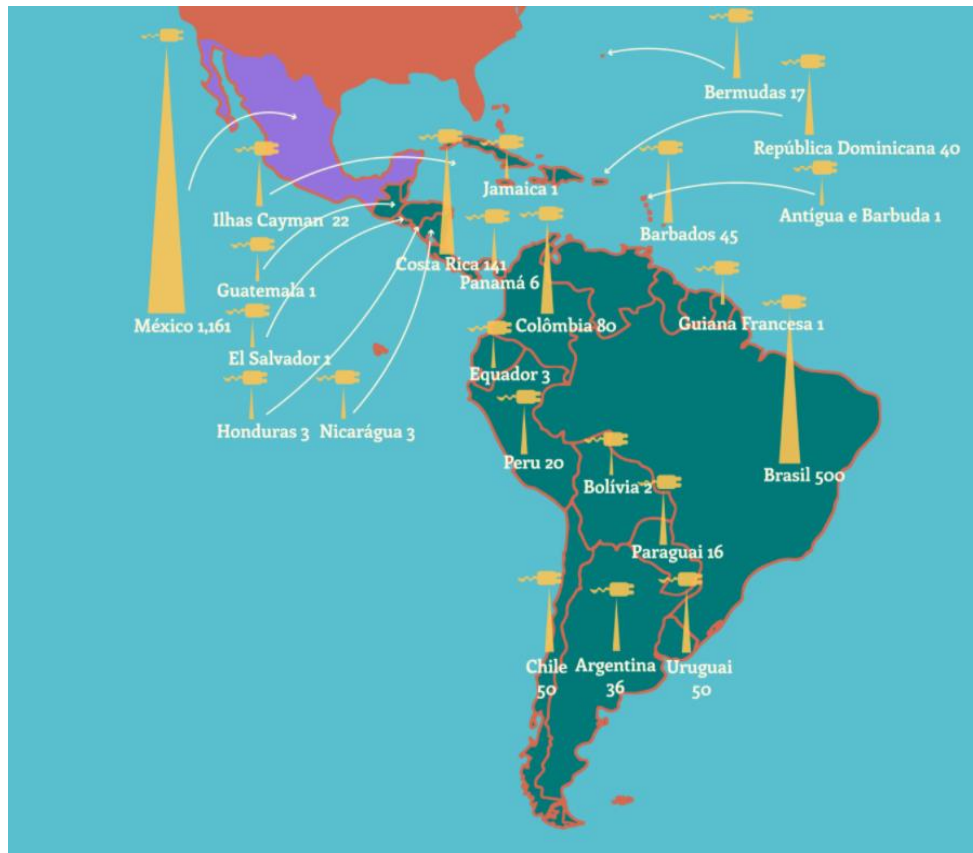 Bermudas 17
República Dominicana 40
Jamaica 1
Antígua e Barbuda 1
Ilhas Cayman 22
Barbados 45
Costa Rica 141
Panamá 6
Guatemala 1
México 1,161
Colômbia 80
Guiana Francesa 1
El Salvador 1
Equador 3
Honduras 3
Nicarágua 3
Peru 20
Brasil 500
Bolívia 2
Paraguai 16
Chile
50
Argentina
36
Uruguai
50